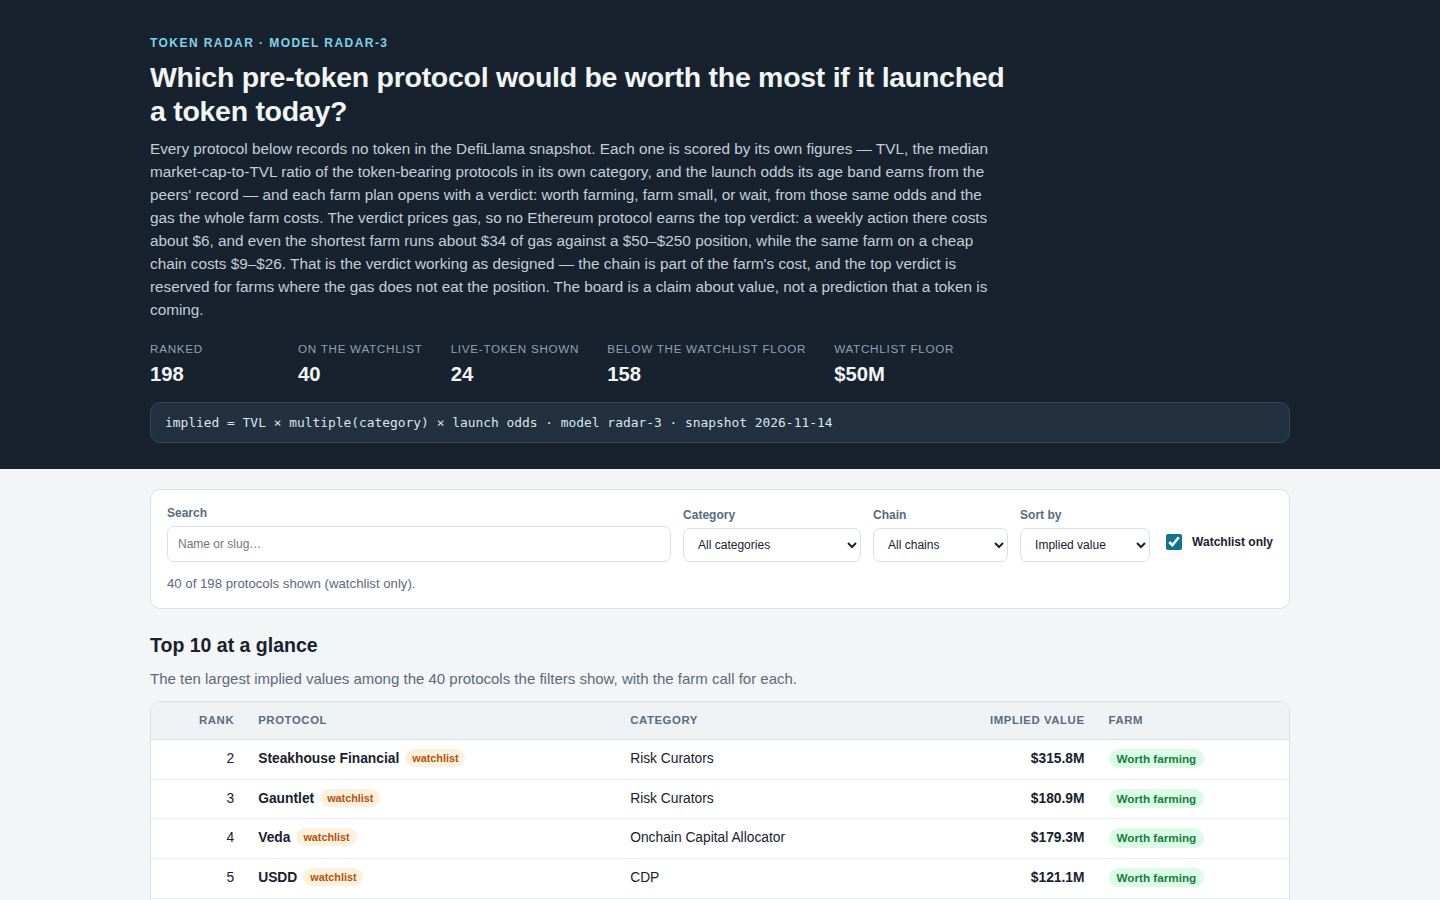 TOKEN RADAR · MODEL RADAR-3
Which pre-token protocol would be worth the most if it launched
a token today?
Every protocol below records no token in the DefiLlama snapshot. Each one is scored by its own figures — TVL, the median
market-cap-to-TVL ratio of the token-bearing protocols in its own category, and the launch odds its age band earns from the
peers' record — and each farm plan opens with a verdict: worth farming, farm small, or wait, from those same odds and the
gas the whole farm costs. The verdict prices gas, so no Ethereum protocol earns the top verdict: a weekly action there costs
about $6, and even the shortest farm runs about $34 of gas against a $50–$250 position, while the same farm on a cheap
chain costs $9–$26. That is the verdict working as designed — the chain is part of the farm's cost, and the top verdict is
reserved for farms where the gas does not eat the position. The board is a claim about value, not a prediction that a token is
coming.
RANKED ON THE WATCHLIST LIVE-TOKEN SHOWN BELOW THE WATCHLIST FLOOR WATCHLIST FLOOR
198 40 24 158 $50M
implied = TVL × multiple(category) × launch odds · model radar-3 · snapshot 2026-11-14
Search Category Chain Sort by
Name or slug… All categories All chains Implied value Watchlist only
40 of 198 protocols shown (watchlist only).
Top 10 at a glance
The ten largest implied values among the 40 protocols the filters show, with the farm call for each.
RANK PROTOCOL CATEGORY IMPLIED VALUE FARM
2 Steakhouse Financial watchlist Risk Curators $315.8M Worth farming
3 Gauntlet watchlist Risk Curators $180.9M Worth farming
4 Veda watchlist Onchain Capital Allocator $179.3M Worth farming
5 USDD watchlist CDP $121.1M Worth farming